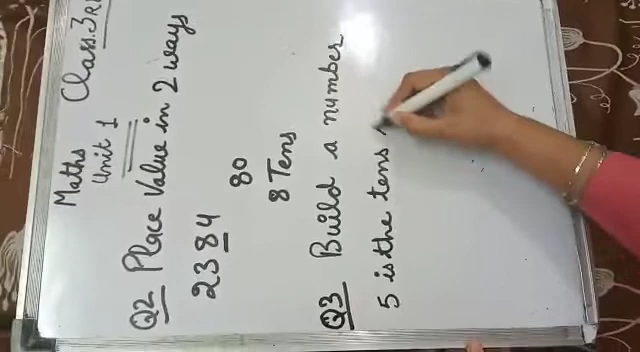 Maths Class. 3Rd
Unit 1
Q2 Place Value in 2 ways
2384
80
8 Tens
Q3 Build a number
5 is the tens